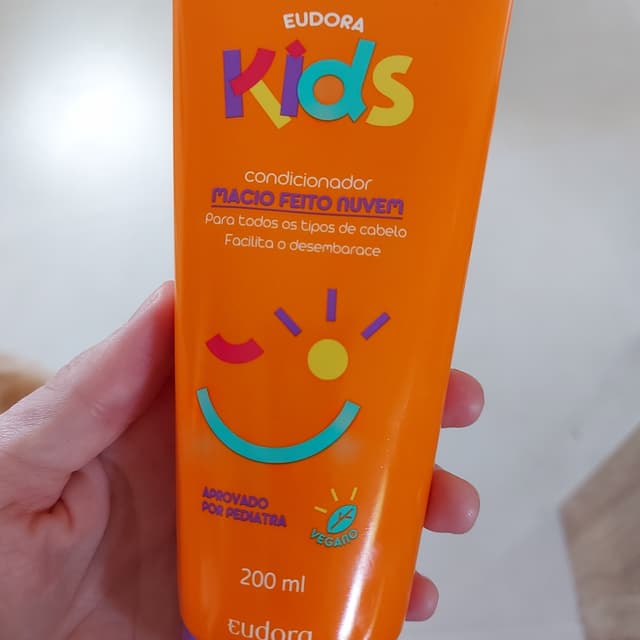 EUDORA
Kids
condicionador
MACIO FEITO NUVEM
Para todos os tipos de cabelo
Facilita o desembarace
APROVADO
POR PEDIATRA
VEGANO
200 ml
Eudora